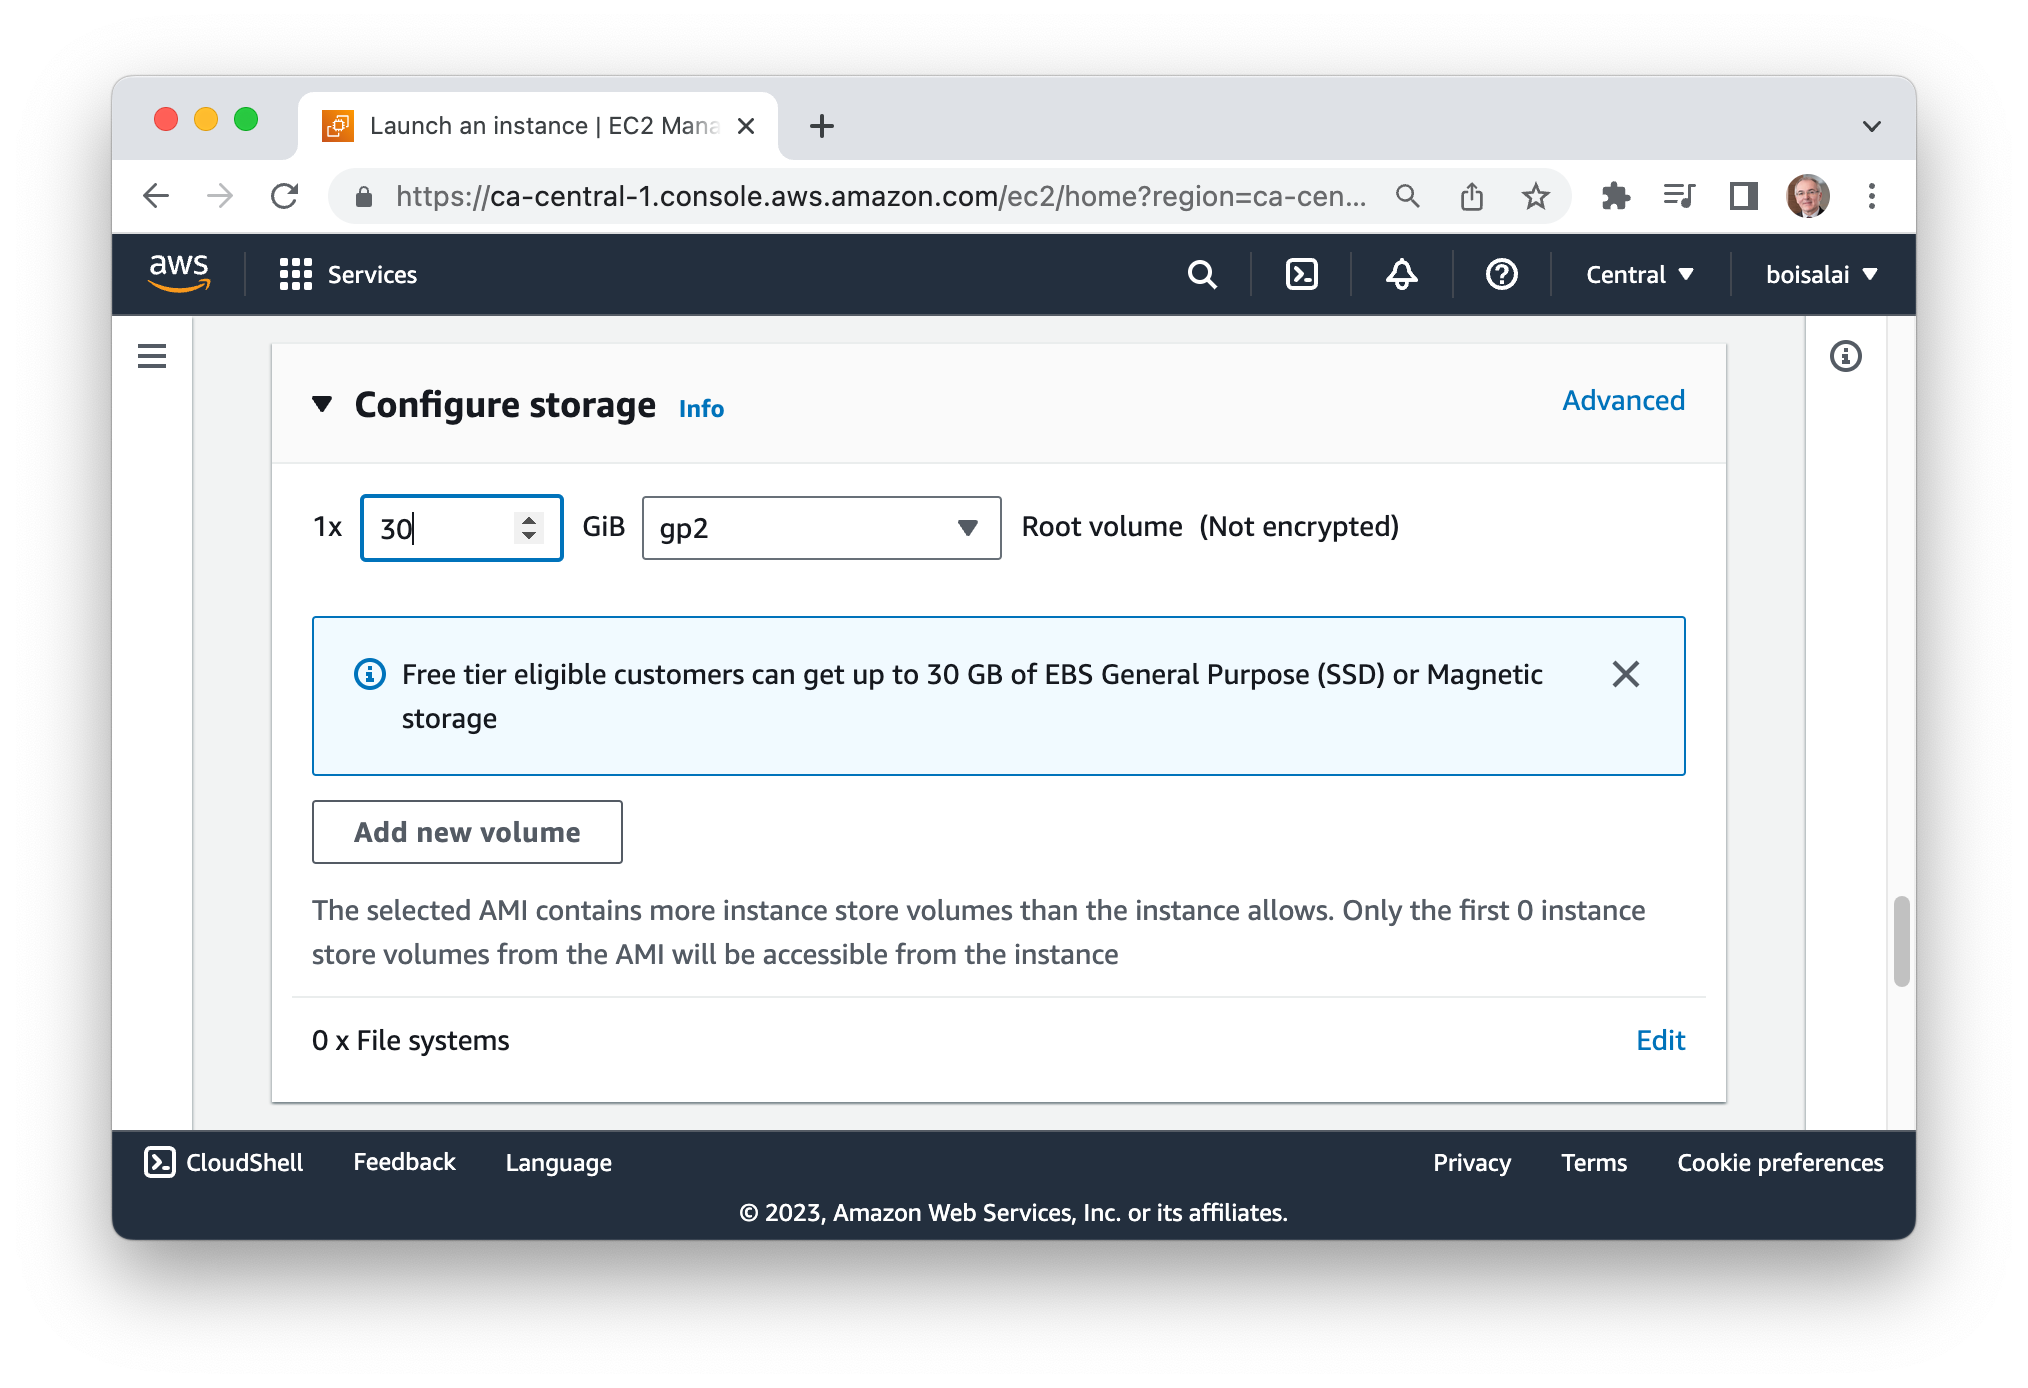 Launch an instance | EC2 Mana
https://ca-central-1.console.aws.amazon.com/ec2/home?region=ca-cen...
aws
Services
Central
boisalai
Configure storage
Info
Advanced
1x
30
GiB
gp2
Root volume (Not encrypted)
Free tier eligible customers can get up to 30 GB of EBS General Purpose (SSD) or Magnetic
storage
Add new volume
The selected AMI contains more instance store volumes than the instance allows. Only the first 0 instance
store volumes from the AMI will be accessible from the instance
0 x File systems
Edit
CloudShell
Feedback
Language
Privacy
Terms
Cookie preferences
© 2023, Amazon Web Services, Inc. or its affiliates.